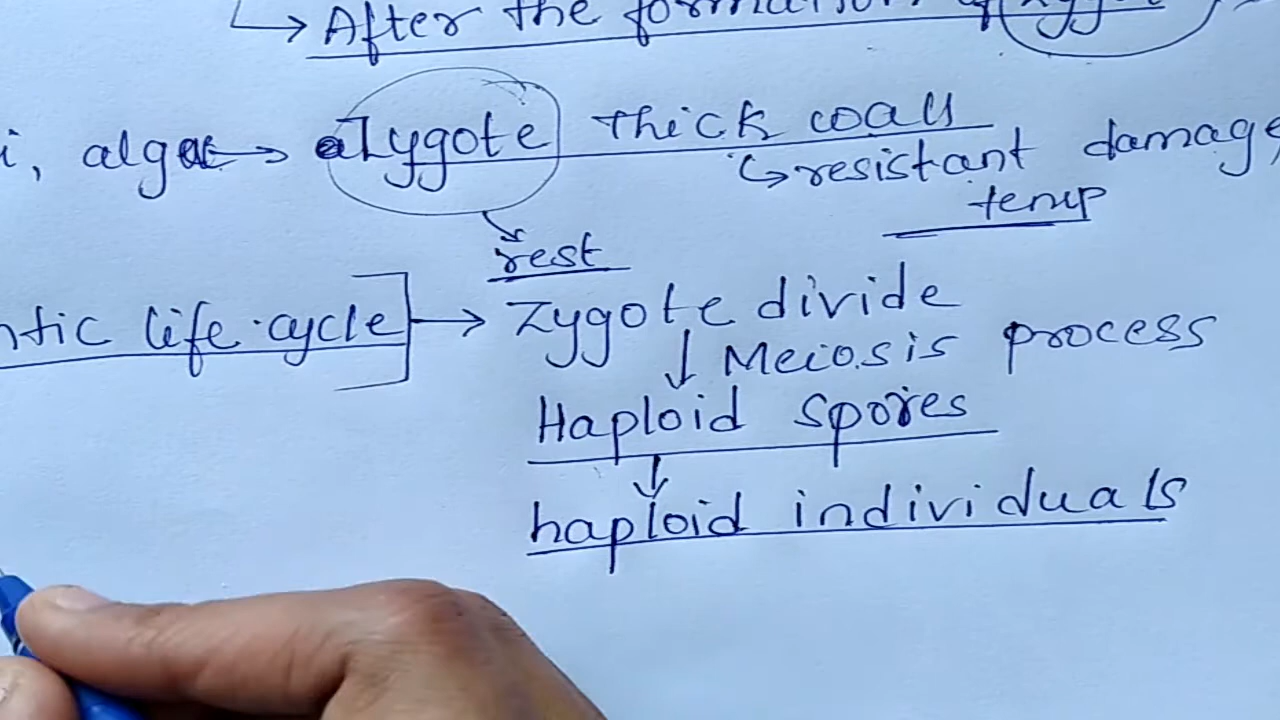 ↳ After the formation of zygote
i, algae → Zygote thick wall
↳ resistant damage
temp
rest
ntic life cycle] → Zygote divide
↓ Meiosis process
Haploid spores
↓
haploid individuals